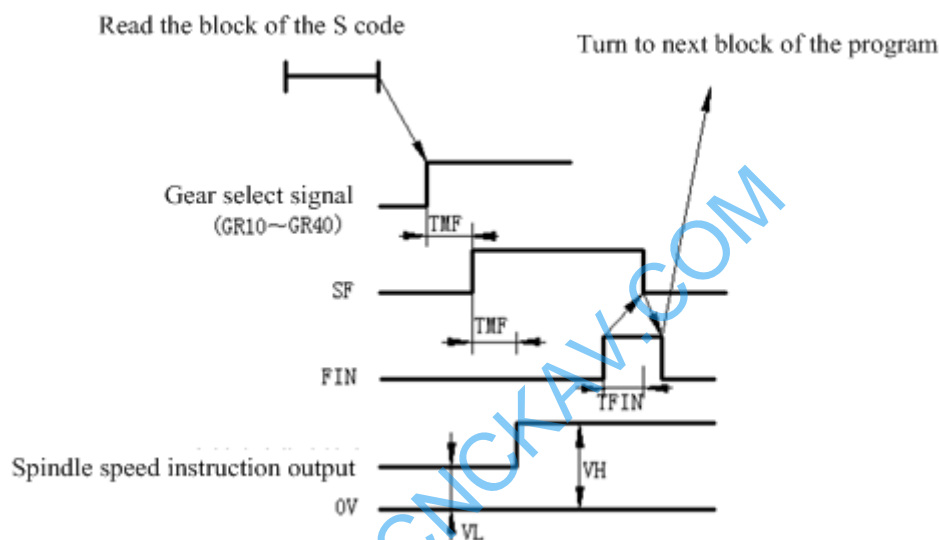 Read the block of the S code
Turn to next block of the program
Gear select signal
(GR10～GR40)
TMF
SF
TMF
FIN
TFIN
Spindle speed instruction output
VH
0V
VL
CNCKAV.COM